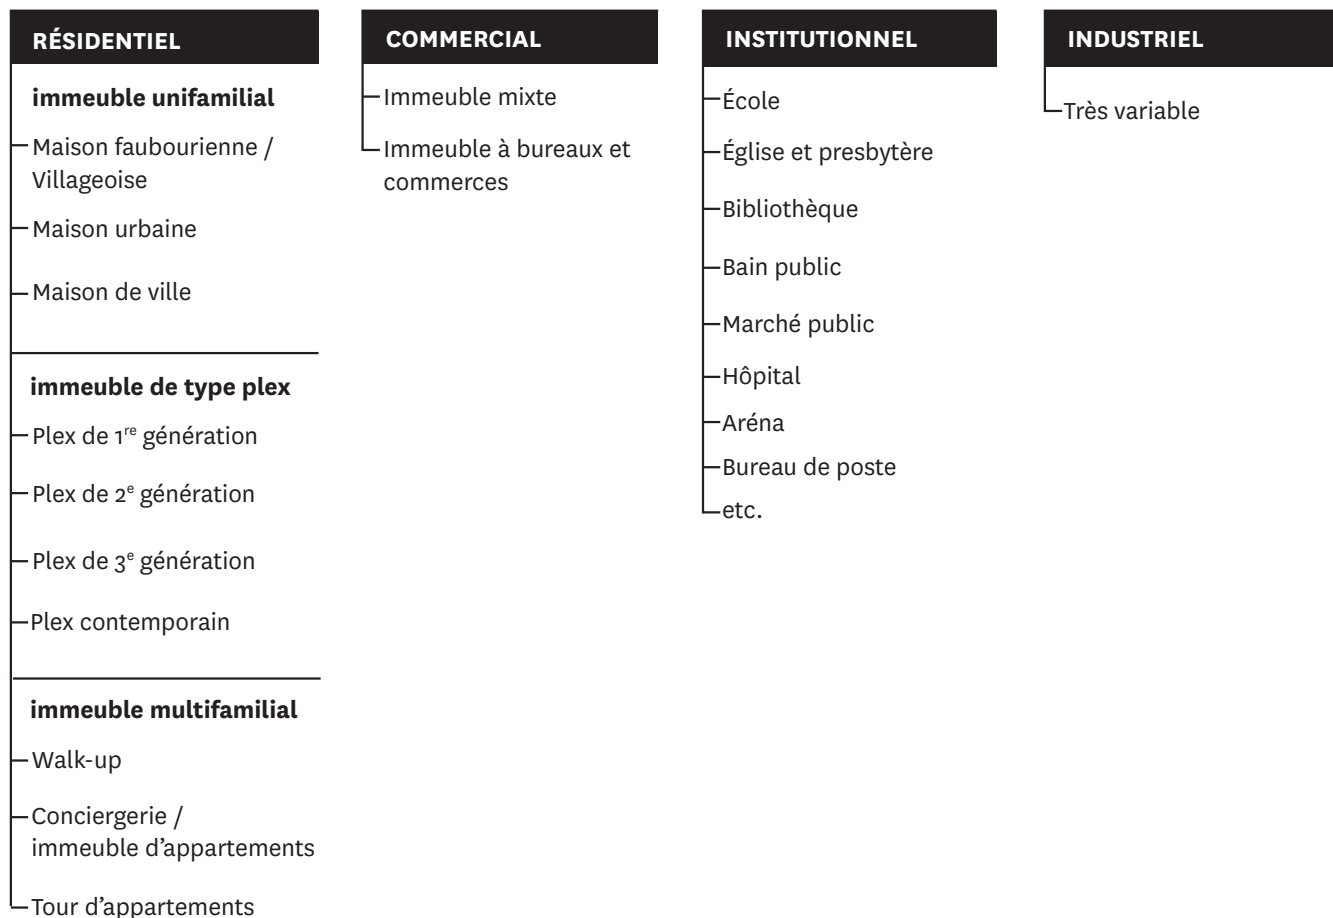 RÉSIDENTIEL
immeuble unifamilial
Maison faubourienne /
Villageoise
Maison urbaine
Maison de ville
immeuble de type plex
Plex de 1re génération
Plex de 2e génération
Plex de 3e génération
Plex contemporain
immeuble multifamilial
Walk-up
Conciergerie /
immeuble d’appartements
Tour d’appartements
COMMERCIAL
Immeuble mixte
Immeuble à bureaux et
commerces
INSTITUTIONNEL
École
Église et presbytère
Bibliothèque
Bain public
Marché public
Hôpital
Aréna
Bureau de poste
etc.
INDUSTRIEL
Très variable